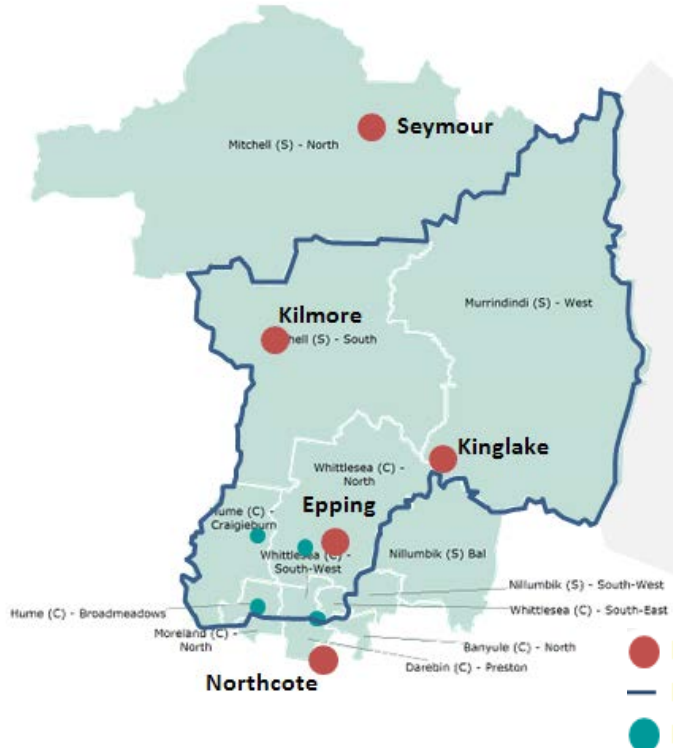 Seymour
Mitchell (S) - North
Murrindindi (S) - West
Kilmore
hell (S) - South
Kinglake
Whittlesea (C) -
North
Epping
ume (C) -
Craigieburn
Whittlesea (C) -
South-West
Nillumbik (S) Bal
Nillumbik (S) - South-West
Hume (C) - Broadmeadows
Whittlesea (C) - South-East
Moreland (C) -
North
Banyule (C) - North
Darebin (C) - Preston
Northcote